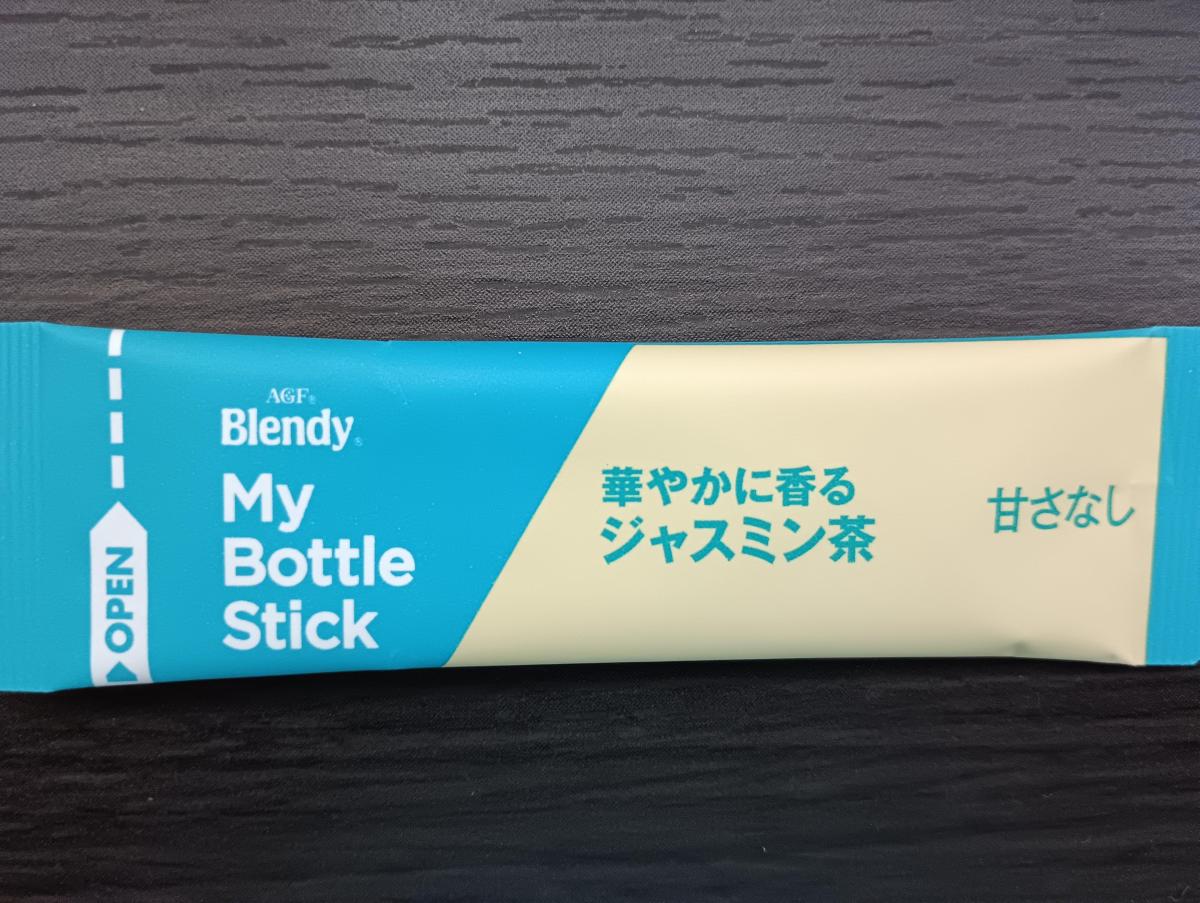 AGF®
Blendy®
My
Bottle
Stick
OPEN
華やかに香る
ジャスミン茶
甘さなし